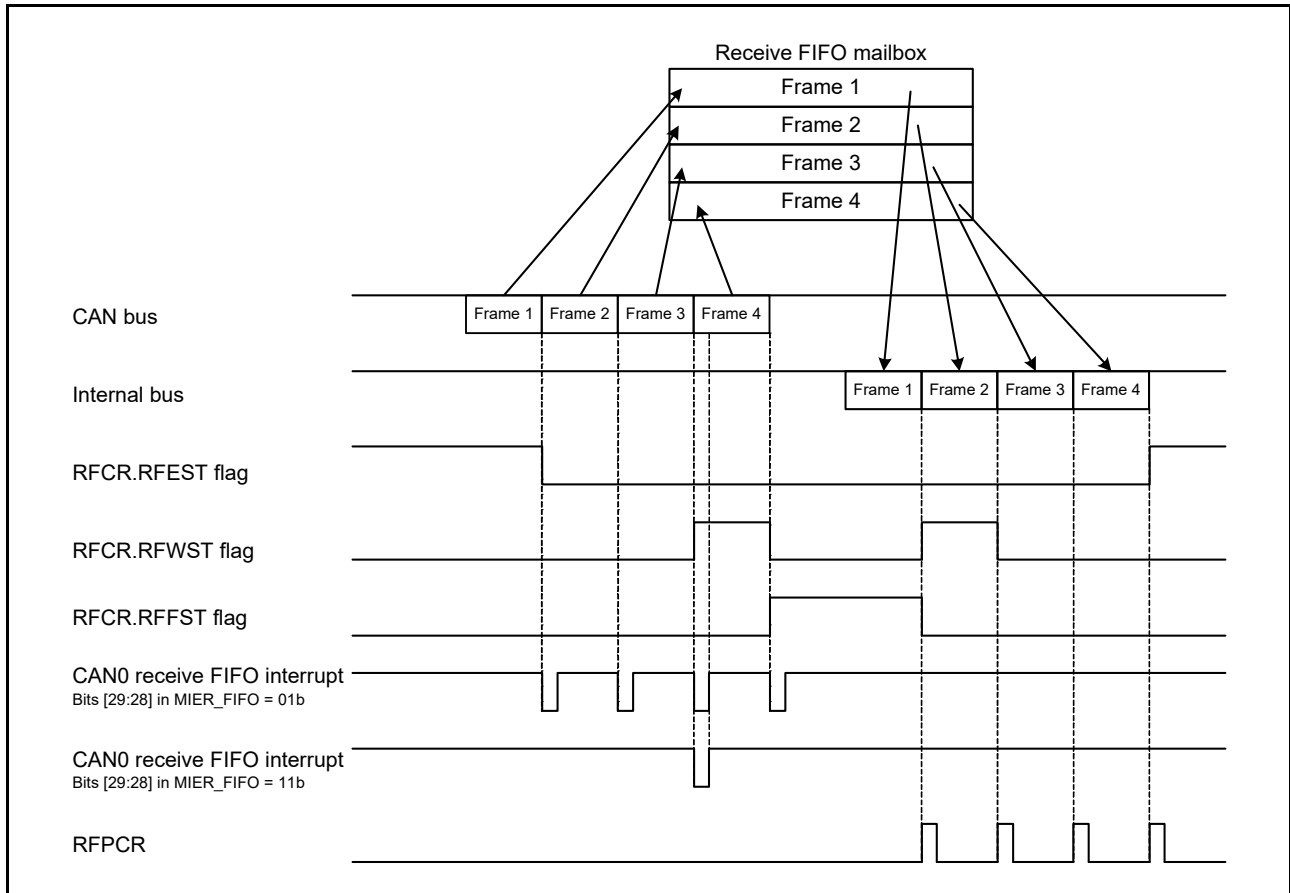 Receive FIFO mailbox
Frame 1
Frame 2
Frame 3
Frame 4
CAN bus
Frame 1 Frame 2 Frame 3 Frame 4
Internal bus
Frame 1 Frame 2 Frame 3 Frame 4
RFCR.RFEST flag
RFCR.RFWST flag
RFCR.RFFST flag
CAN0 receive FIFO interrupt
Bits [29:28] in MIER_FIFO = 01b
CAN0 receive FIFO interrupt
Bits [29:28] in MIER_FIFO = 11b
RFPCR